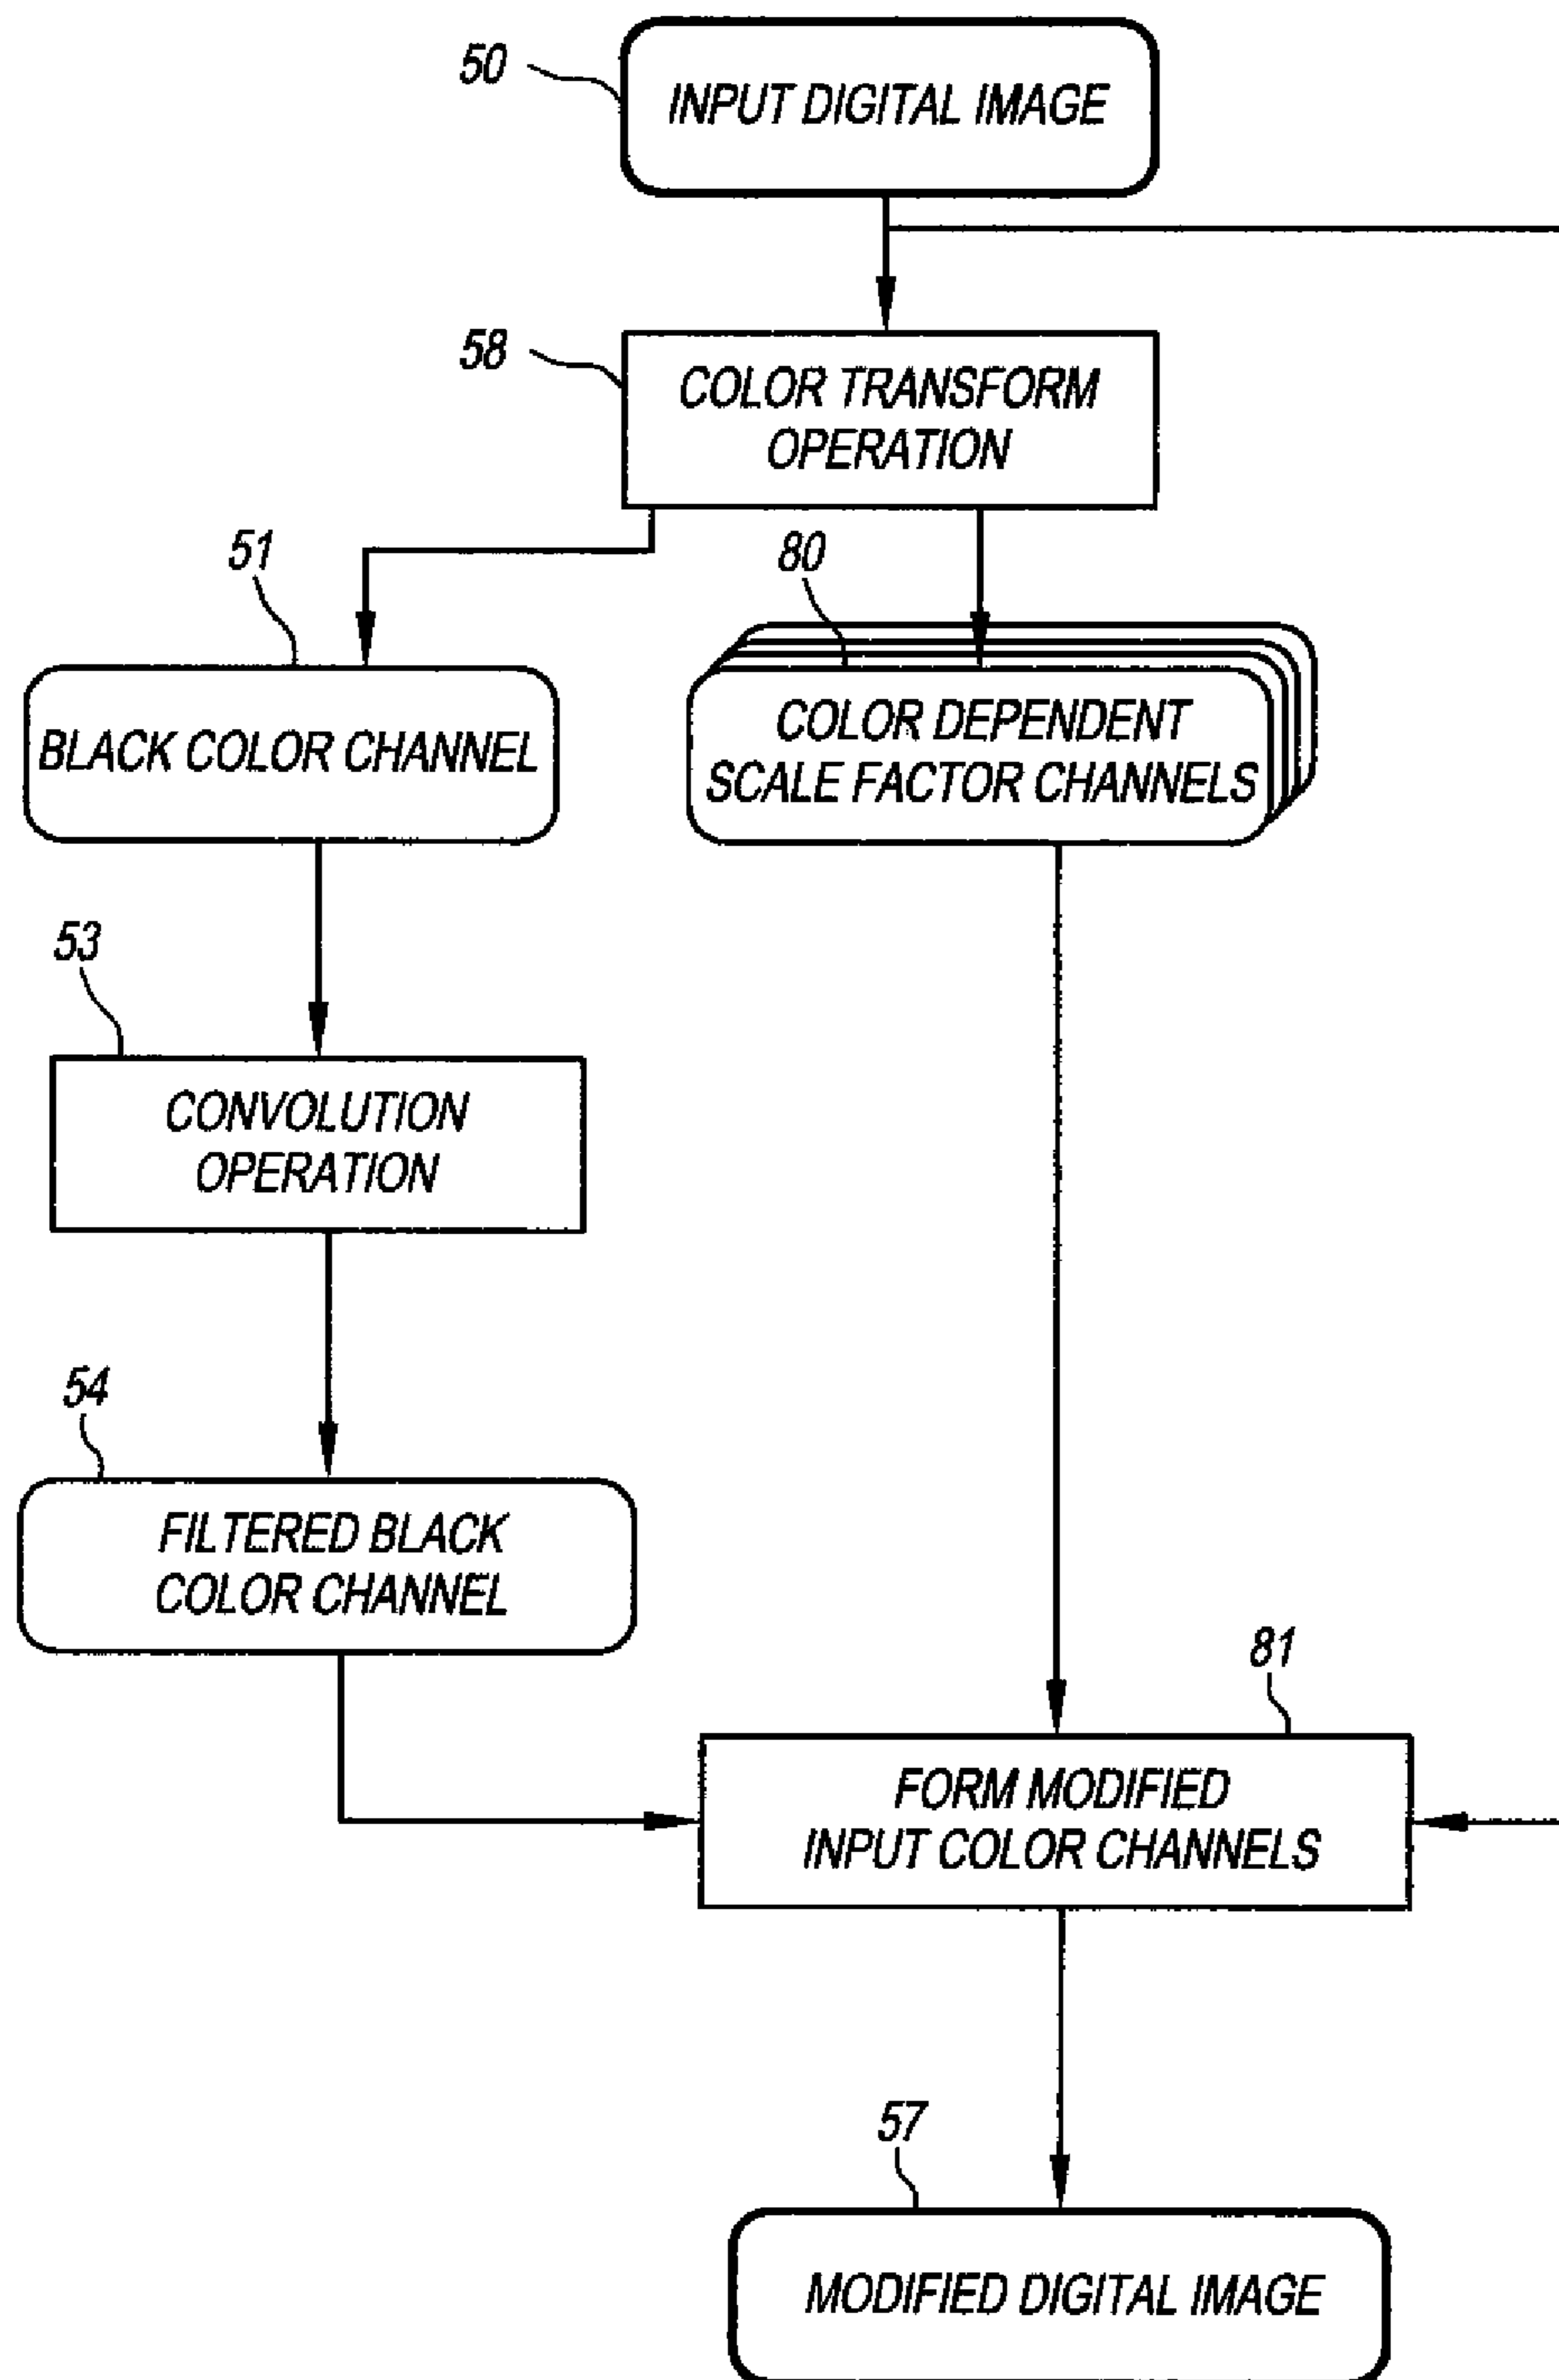 50
INPUT DIGITAL IMAGE
58
COLOR TRANSFORM
OPERATION
51
80
BLACK COLOR CHANNEL
COLOR DEPENDENT
SCALE FACTOR CHANNELS
53
CONVOLUTION
OPERATION
54
FILTERED BLACK
COLOR CHANNEL
81
FORM MODIFIED
INPUT COLOR CHANNELS
57
MODIFIED DIGITAL IMAGE